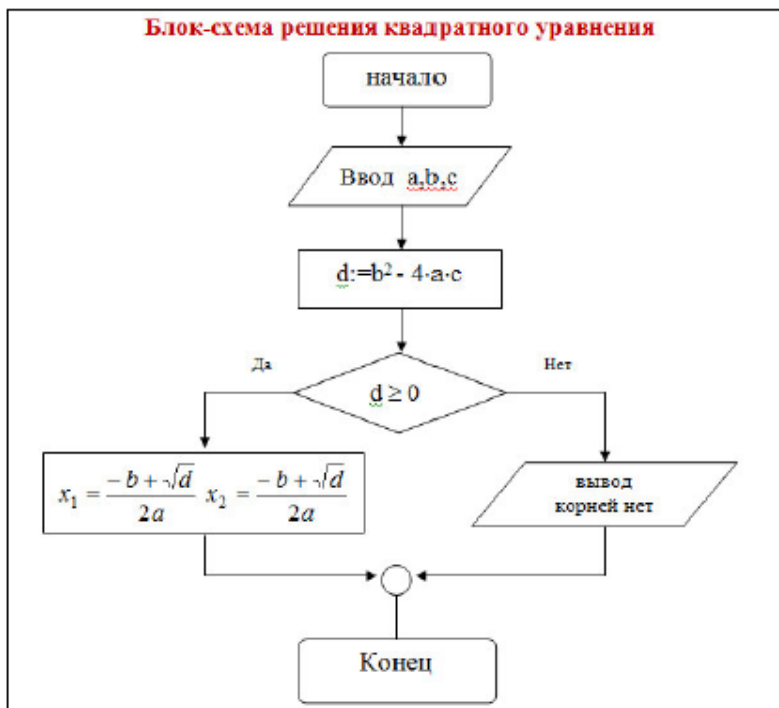 Блок-схема решения квадратного уравнения
начало
Ввод a,b,c
d:=b² - 4·a·c
Да
Нет
d ≥ 0
x₁ = (-b + √d) / 2a x₂ = (-b + √d) / 2a
вывод
корней нет
Конец